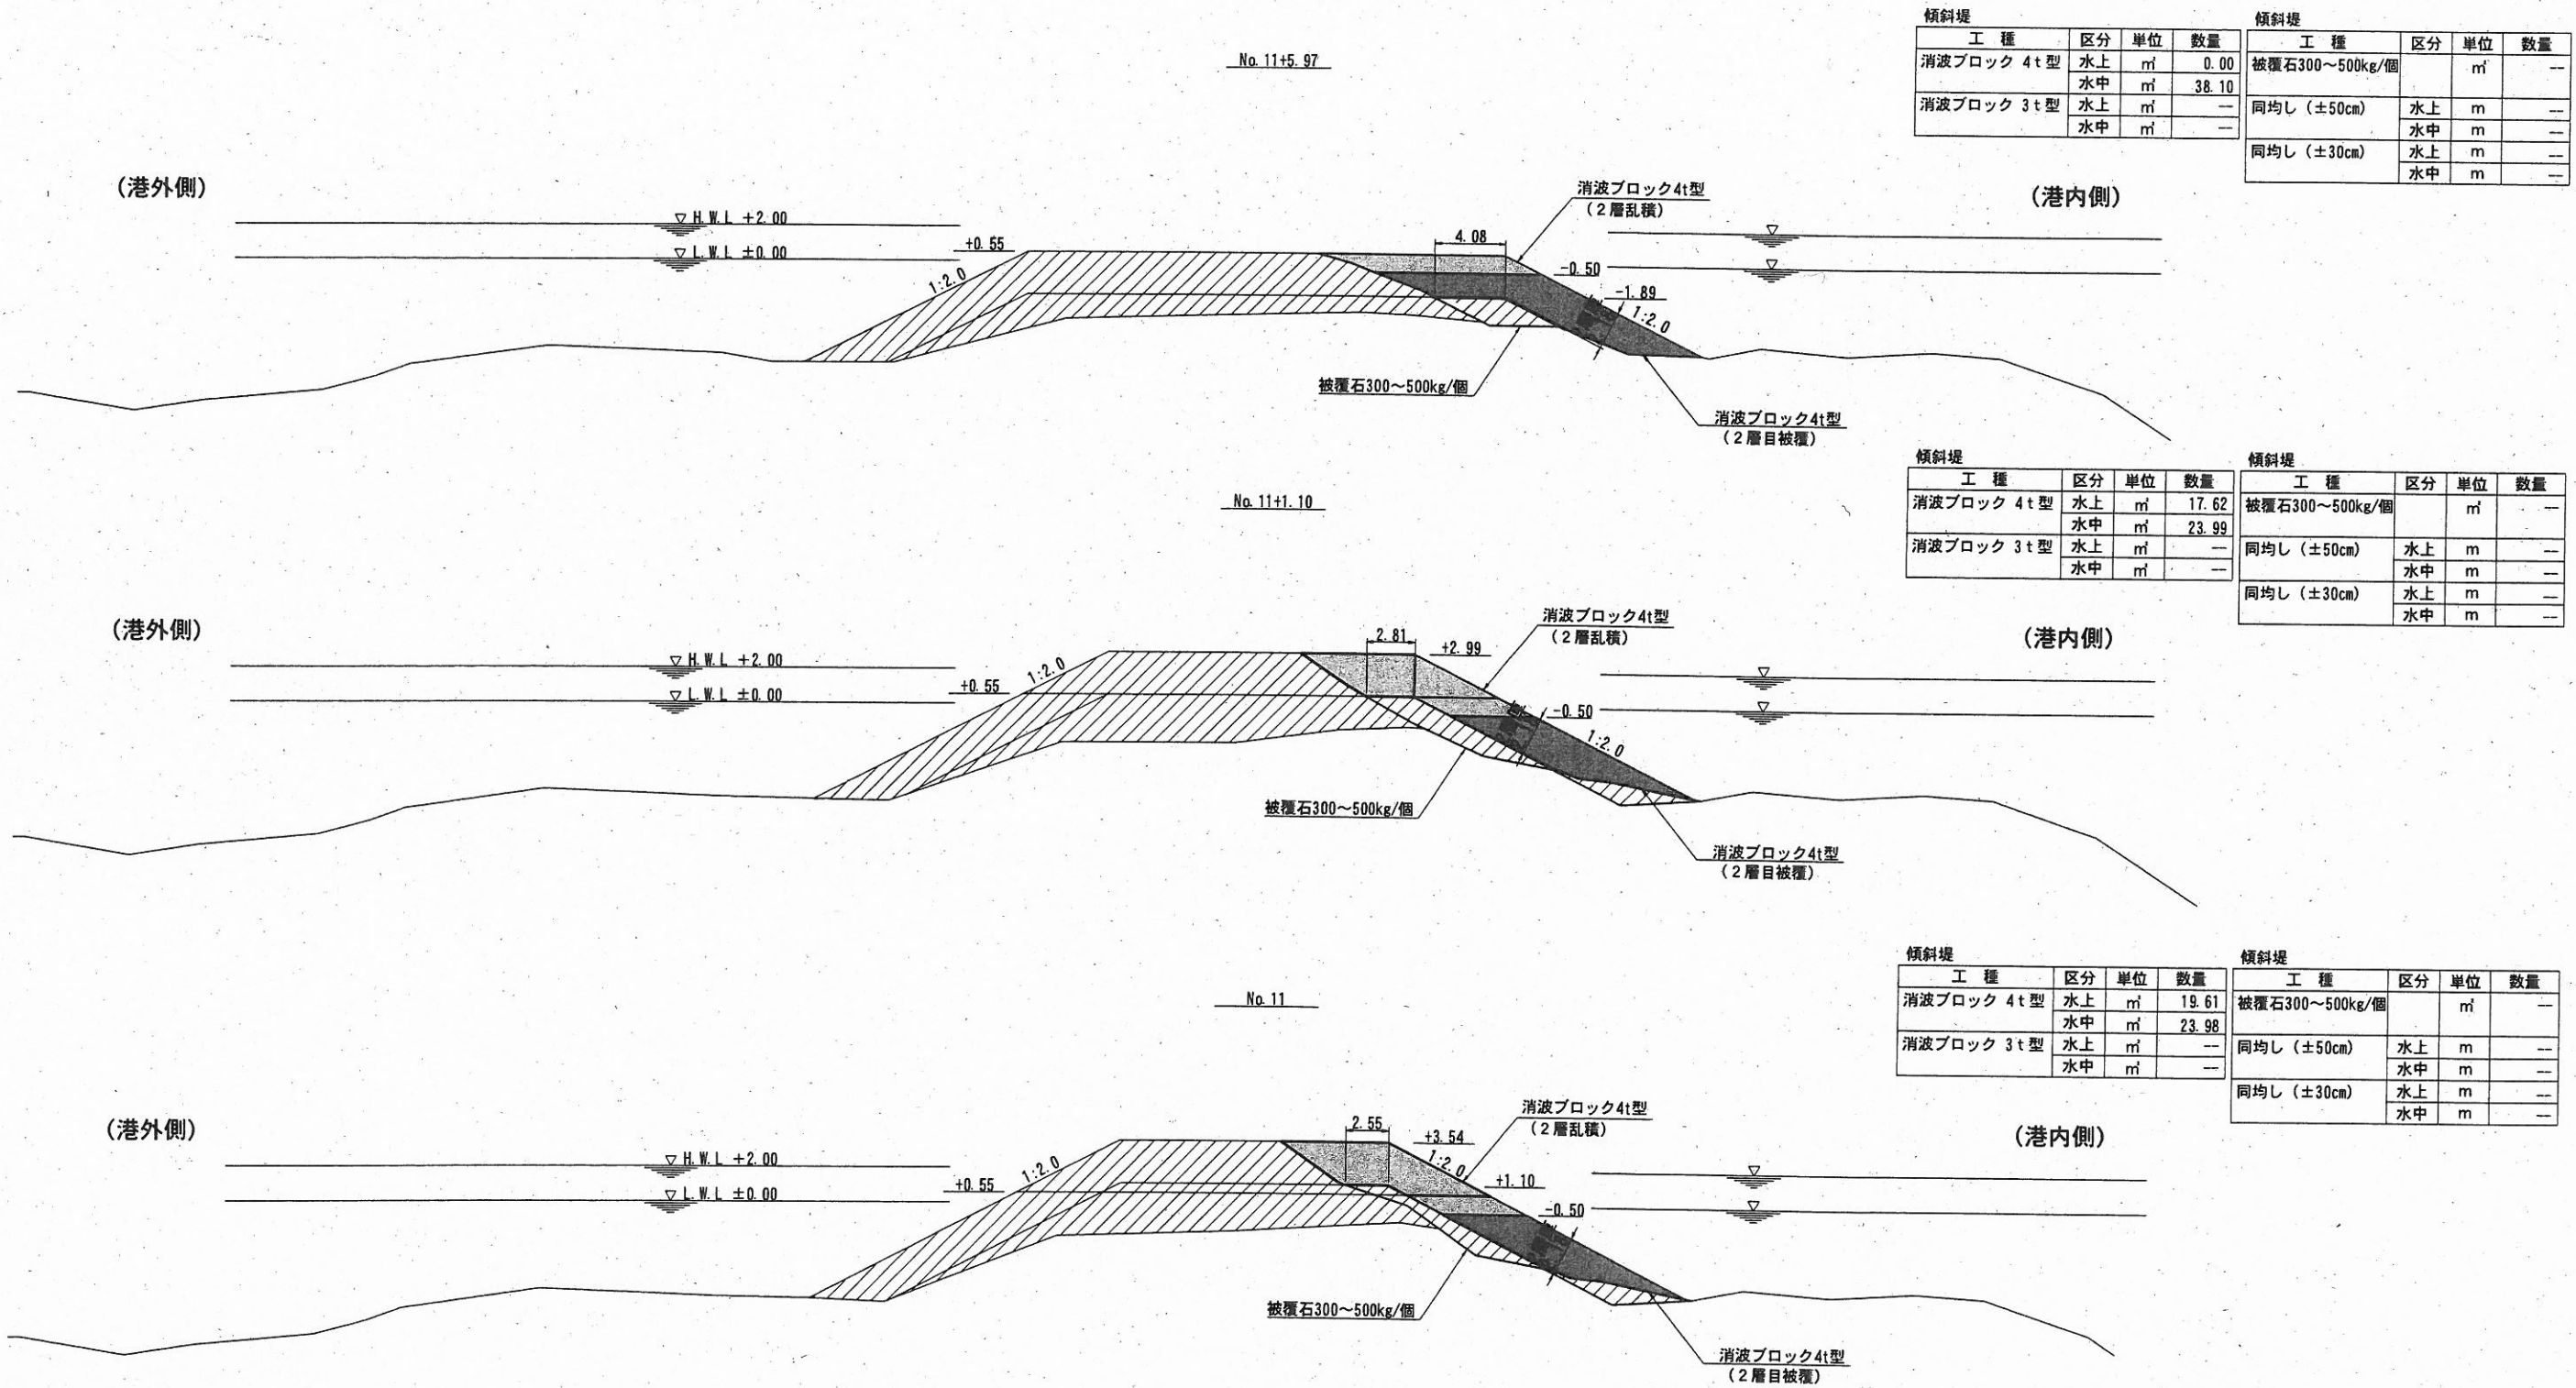 No. 11+5.97
傾斜堤
工 種 区分 単位 数量
消波ブロック 4t型 水上 ㎡ 0.00
水中 ㎡ 38.10
消波ブロック 3t型 水上 ㎡ --
水中 ㎡ --
傾斜堤
工 種 区分 単位 数量
被覆石300～500kg/個 ㎡ --
同均し（±50cm） 水上 m --
水中 m --
同均し（±30cm） 水上 m --
水中 m --
（港外側）
（港内側）
▽ H.W.L +2.00
▽ L.W.L ±0.00
+0.55
1:2.0
4.08
消波ブロック4t型
（2層乱積）
-0.50
-1.89
1:2.0
被覆石300～500kg/個
消波ブロック4t型
（2層目被覆）
No. 11+1.10
傾斜堤
工 種 区分 単位 数量
消波ブロック 4t型 水上 ㎡ 17.62
水中 ㎡ 23.99
消波ブロック 3t型 水上 ㎡ --
水中 ㎡ --
傾斜堤
工 種 区分 単位 数量
被覆石300～500kg/個 ㎡ --
同均し（±50cm） 水上 m --
水中 m --
同均し（±30cm） 水上 m --
水中 m --
（港外側）
（港内側）
▽ H.W.L +2.00
▽ L.W.L ±0.00
+0.55
1:2.0
2.81
+2.99
消波ブロック4t型
（2層乱積）
-0.50
1:2.0
被覆石300～500kg/個
消波ブロック4t型
（2層目被覆）
No. 11
傾斜堤
工 種 区分 単位 数量
消波ブロック 4t型 水上 ㎡ 19.61
水中 ㎡ 23.98
消波ブロック 3t型 水上 ㎡ --
水中 ㎡ --
傾斜堤
工 種 区分 単位 数量
被覆石300～500kg/個 ㎡ --
同均し（±50cm） 水上 m --
水中 m --
同均し（±30cm） 水上 m --
水中 m --
（港外側）
（港内側）
▽ H.W.L +2.00
▽ L.W.L ±0.00
+0.55
1:2.0
2.55
+3.54
1:2.0
消波ブロック4t型
（2層乱積）
+1.10
-0.50
被覆石300～500kg/個
消波ブロック4t型
（2層目被覆）